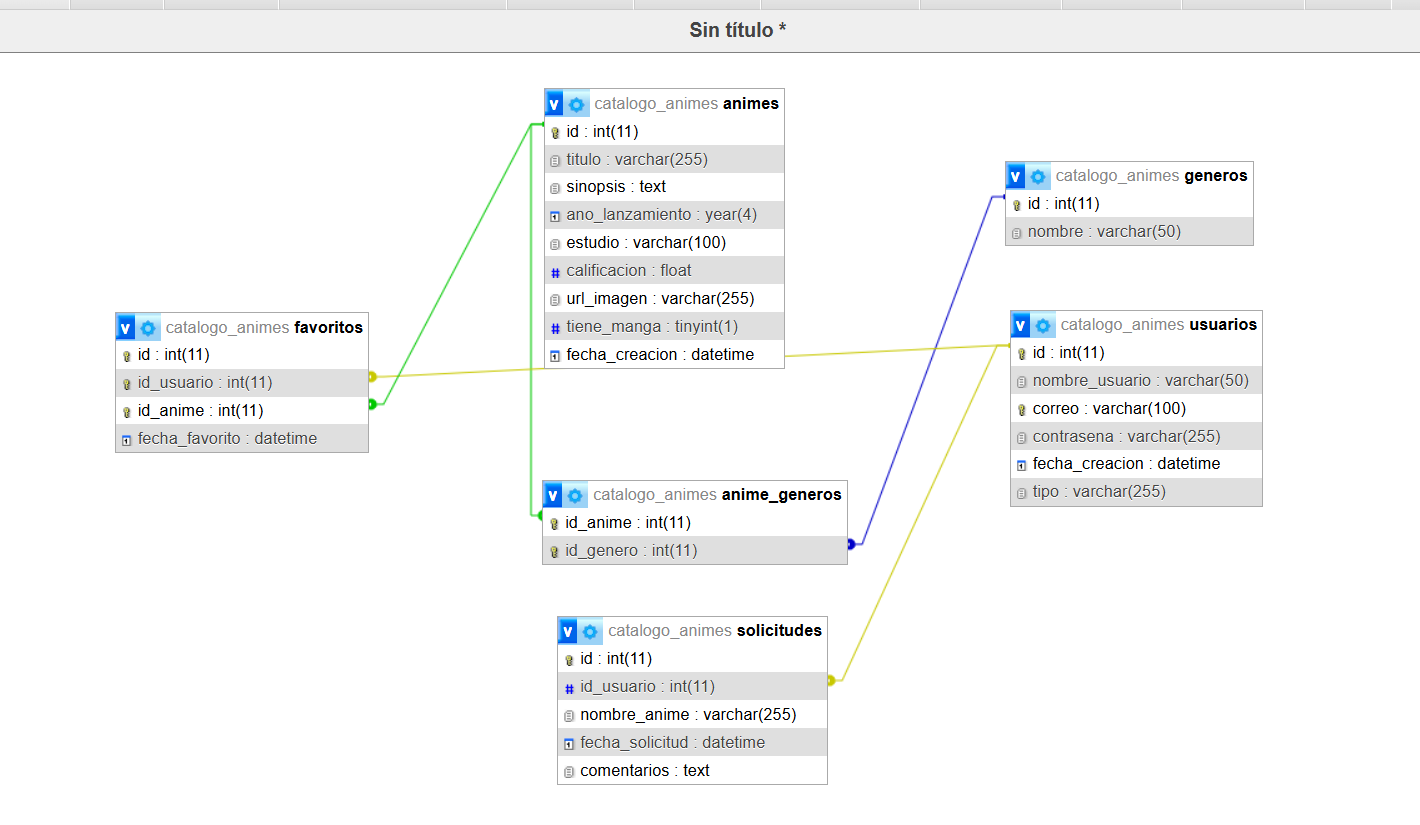 Sin título *
catalogo_animes animes
id : int(11)
titulo : varchar(255)
sinopsis : text
ano_lanzamiento : year(4)
estudio : varchar(100)
calificacion : float
url_imagen : varchar(255)
tiene_manga : tinyint(1)
fecha_creacion : datetime
catalogo_animes generos
id : int(11)
nombre : varchar(50)
catalogo_animes favoritos
id : int(11)
id_usuario : int(11)
id_anime : int(11)
fecha_favorito : datetime
catalogo_animes usuarios
id : int(11)
nombre_usuario : varchar(50)
correo : varchar(100)
contrasena : varchar(255)
fecha_creacion : datetime
tipo : varchar(255)
catalogo_animes anime_generos
id_anime : int(11)
id_genero : int(11)
catalogo_animes solicitudes
id : int(11)
id_usuario : int(11)
nombre_anime : varchar(255)
fecha_solicitud : datetime
comentarios : text